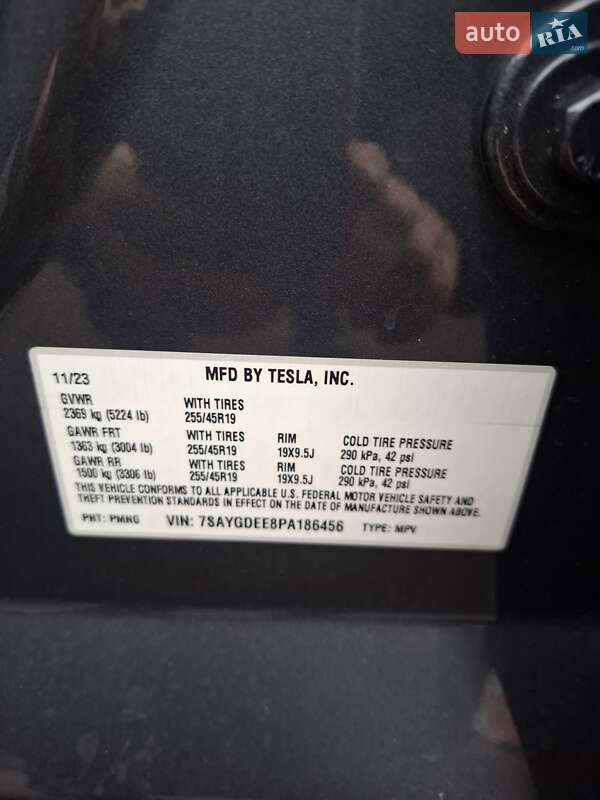 auto RIA.com
11/23 MFD BY TESLA, INC.
GVWR
2369 kg (5224 lb) WITH TIRES 255/45R19
GAWR FRT
1363 kg (3004 lb) WITH TIRES 255/45R19 RIM 19X9.5J COLD TIRE PRESSURE 290 kPa, 42 psi
GAWR RR
1500 kg (3306 lb) WITH TIRES 255/45R19 RIM 19X9.5J COLD TIRE PRESSURE 290 kPa, 42 psi
THIS VEHICLE CONFORMS TO ALL APPLICABLE U.S. FEDERAL MOTOR VEHICLE SAFETY AND
THEFT PREVENTION STANDARDS IN EFFECT ON THE DATE OF MANUFACTURE SHOWN ABOVE.
PNT: PMNG VIN: 7SAYGDEE8PA186456 TYPE: MPV